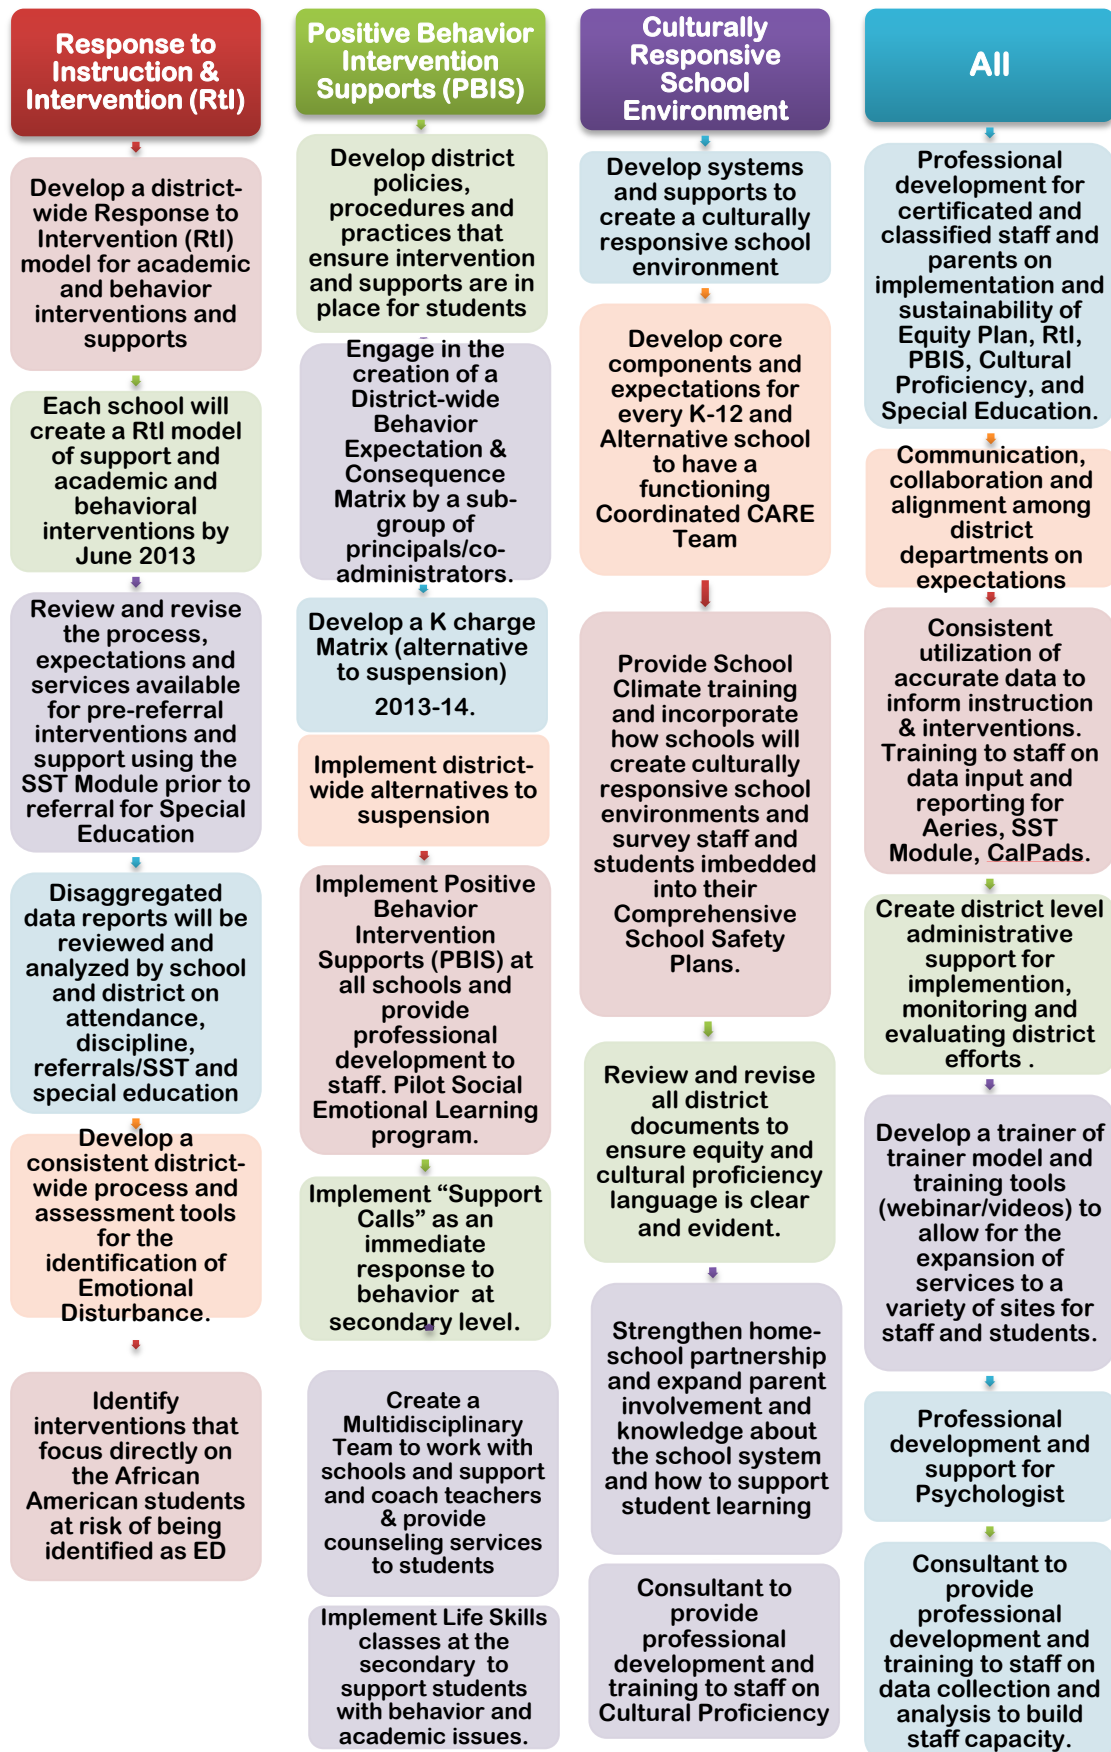 Response to
Instruction &
Intervention (RtI)
Develop a district-
wide Response to
Intervention (RtI)
model for academic
and behavior
interventions and
supports
Each school will
create a RtI model
of support and
academic and
behavioral
interventions by
June 2013
Review and revise
the process,
expectations and
services available
for pre-referral
interventions and
support using the
SST Module prior to
referral for Special
Education
Disaggregated
data reports will be
reviewed and
analyzed by school
and district on
attendance,
discipline,
referrals/SST and
special education
Develop a
consistent district-
wide process and
assessment tools
for the
identification of
Emotional
Disturbance.
Identify
interventions that
focus directly on
the African
American students
at risk of being
identified as ED
Positive Behavior
Intervention
Supports (PBIS)
Develop district
policies,
procedures and
practices that
ensure intervention
and supports are in
place for students
Engage in the
creation of a
District-wide
Behavior
Expectation &
Consequence
Matrix by a sub-
group of
principals/co-
administrators.
Develop a K charge
Matrix (alternative
to suspension)
2013-14.
Implement district-
wide alternatives to
suspension
Implement Positive
Behavior
Intervention
Supports (PBIS) at
all schools and
provide
professional
development to
staff. Pilot Social
Emotional Learning
program.
Implement “Support
Calls” as an
immediate
response to
behavior at
secondary level.
Create a
Multidisciplinary
Team to work with
schools and support
and coach teachers
& provide
counseling services
to students
Implement Life Skills
classes at the
secondary to
support students
with behavior and
academic issues.
Culturally
Responsive
School
Environment
Develop systems
and supports to
create a culturally
responsive school
environment
Develop core
components and
expectations for
every K-12 and
Alternative school
to have a
functioning
Coordinated CARE
Team
Provide School
Climate training
and incorporate
how schools will
create culturally
responsive school
environments and
survey staff and
students imbedded
into their
Comprehensive
School Safety
Plans.
Review and revise
all district
documents to
ensure equity and
cultural proficiency
language is clear
and evident.
Strengthen home-
school partnership
and expand parent
involvement and
knowledge about
the school system
and how to support
student learning
Consultant to
provide
professional
development and
training to staff on
Cultural Proficiency
All
Professional
development for
certificated and
classified staff and
parents on
implementation and
sustainability of
Equity Plan, RtI,
PBIS, Cultural
Proficiency, and
Special Education.
Communication,
collaboration and
alignment among
district
departments on
expectations
Consistent
utilization of
accurate data to
inform instruction
& interventions.
Training to staff on
data input and
reporting for
Aeries, SST
Module, CalPads.
Create district level
administrative
support for
implemention,
monitoring and
evaluating district
efforts .
Develop a trainer of
trainer model and
training tools
(webinar/videos) to
allow for the
expansion of
services to a
variety of sites for
staff and students.
Professional
development and
support for
Psychologist
Consultant to
provide
professional
development and
training to staff on
data collection and
analysis to build
staff capacity.